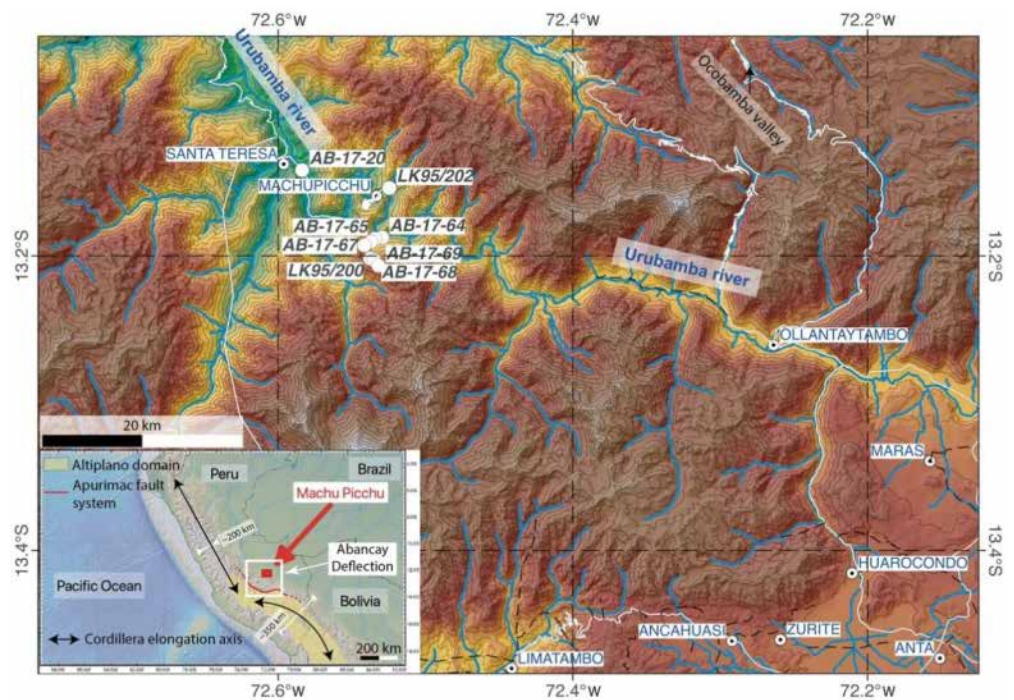 72.6°W
72.4°W
72.2°W
Urubamba river
Ocobamba valley
SANTA TERESA
AB-17-20
MACHUPICCHU
LK95/202
AB-17-65
AB-17-64
13.2°S
AB-17-67
AB-17-69
13.2°S
LK95/200
AB-17-68
Urubamba river
OLLANTAYTAMBO
20 km
MARAS
Altiplano domain
Apurimac fault
system
Peru
Brazil
Machu Picchu
~200 km
Abancay
Deflection
Pacific Ocean
Bolivia
~350 km
Cordillera elongation axis
200 km
13.4°S
13.4°S
HUAROCONDO
ANCAHUASI
ZURITE
ANTA
LIMATAMBO
72.6°W
72.4°W
72.2°W